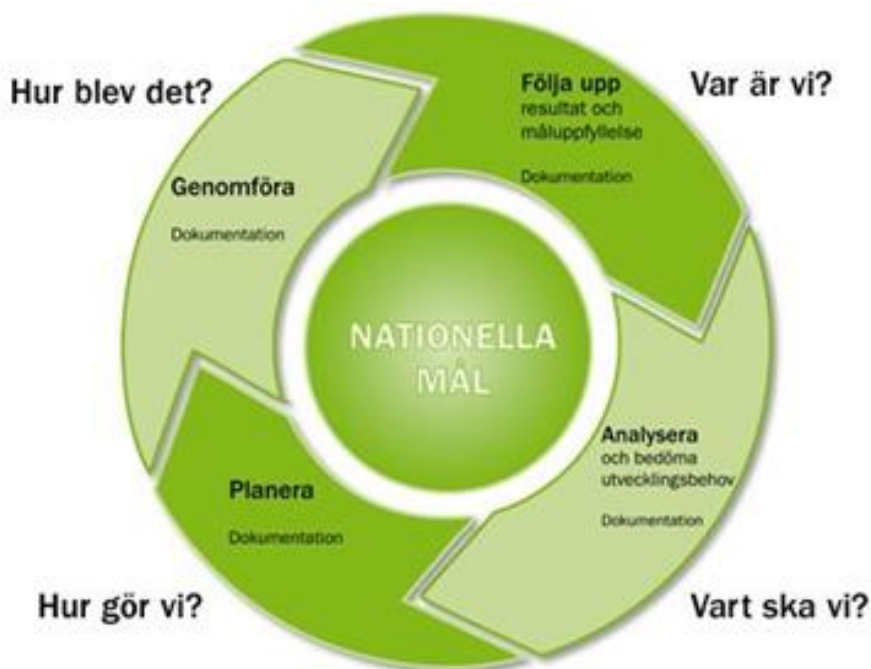 Hur blev det?
Var är vi?
Följa upp
resultat och
måluppfyllelse
Dokumentation
Genomföra
Dokumentation
NATIONELLA
MÅL
Analysera
och bedöma
utvecklingsbehov
Dokumentation
Planera
Dokumentation
Hur gör vi?
Vart ska vi?